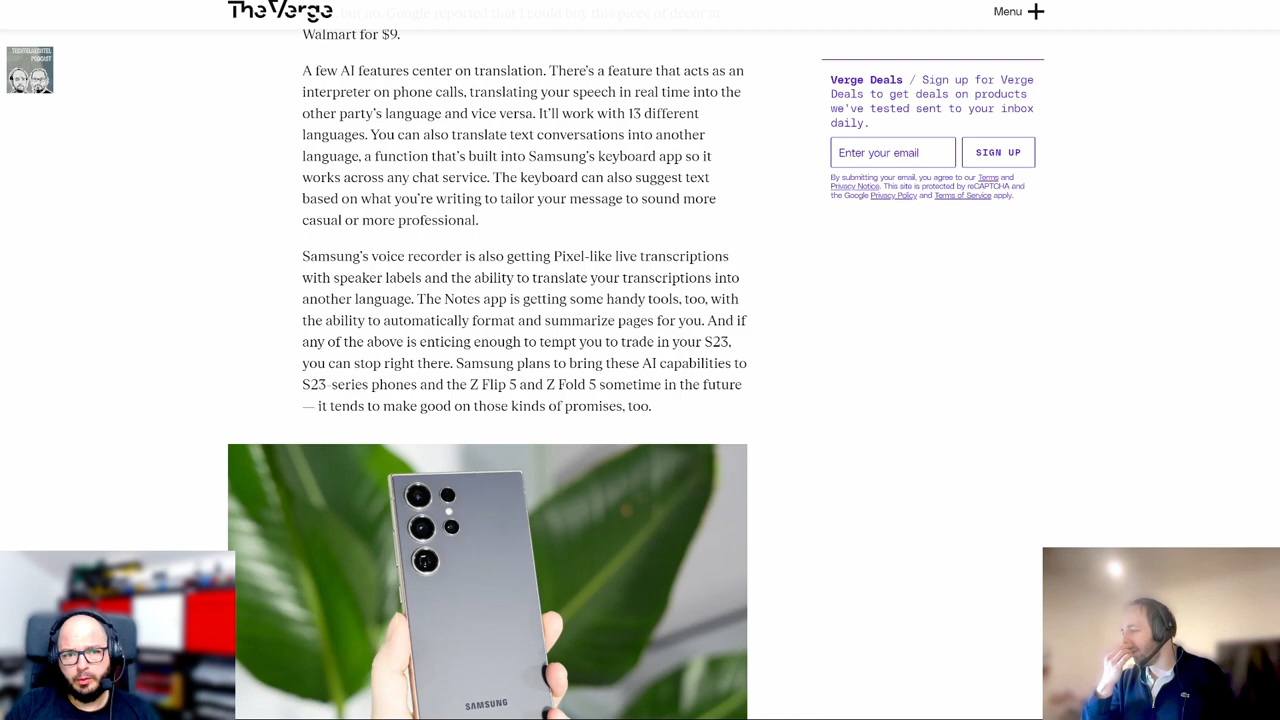 The Verge
Menu
TECHTELMECHTEL
PODCAST
but no. Google reported that I could buy this piece of decor at
Walmart for $9.
A few AI features center on translation. There's a feature that acts as an
interpreter on phone calls, translating your speech in real time into the
other party's language and vice versa. It'll work with 13 different
languages. You can also translate text conversations into another
language, a function that's built into Samsung's keyboard app so it
works across any chat service. The keyboard can also suggest text
based on what you're writing to tailor your message to sound more
casual or more professional.
Samsung's voice recorder is also getting Pixel-like live transcriptions
with speaker labels and the ability to translate your transcriptions into
another language. The Notes app is getting some handy tools, too, with
the ability to automatically format and summarize pages for you. And if
any of the above is enticing enough to tempt you to trade in your S23,
you can stop right there. Samsung plans to bring these AI capabilities to
S23-series phones and the Z Flip 5 and Z Fold 5 sometime in the future
— it tends to make good on those kinds of promises, too.
SAMSUNG
Verge Deals / Sign up for Verge
Deals to get deals on products
we've tested sent to your inbox
daily.
Enter your email
SIGN UP
By submitting your email, you agree to our Terms and
Privacy Notice. This site is protected by reCAPTCHA and
the Google Privacy Policy and Terms of Service apply.